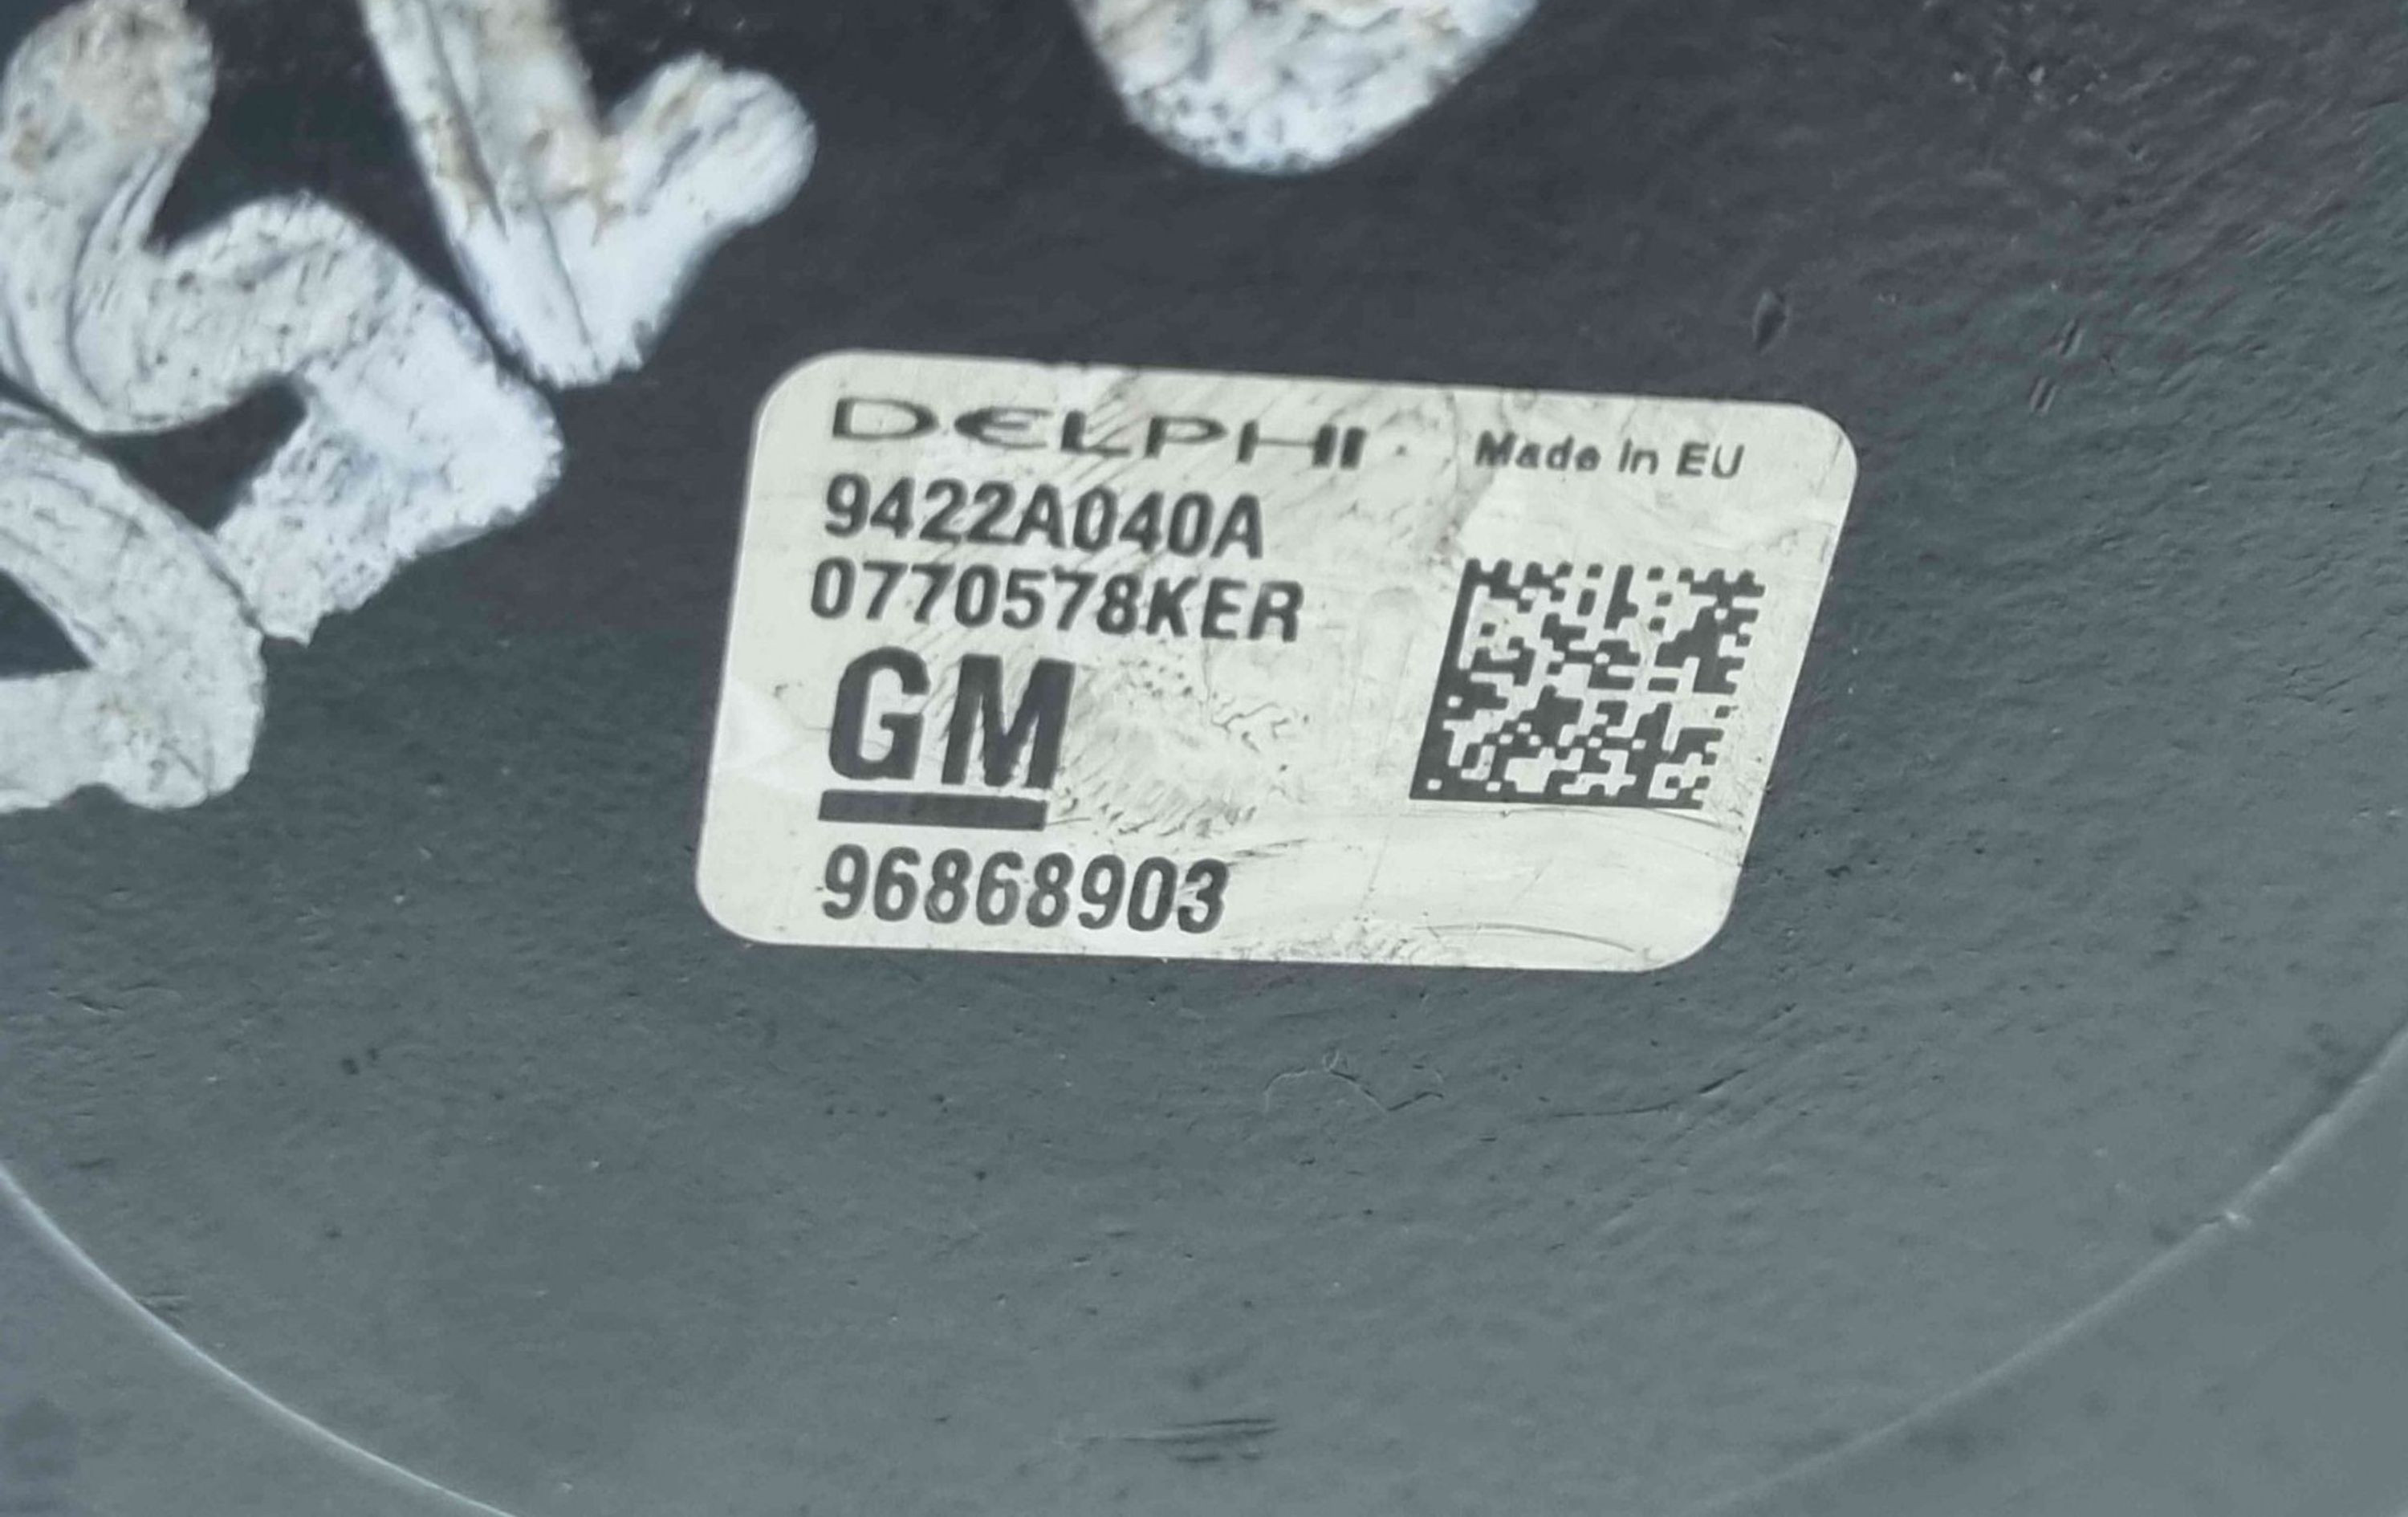 DELPHI Made in EU
9422A040A
0770578KER
GM
96868903